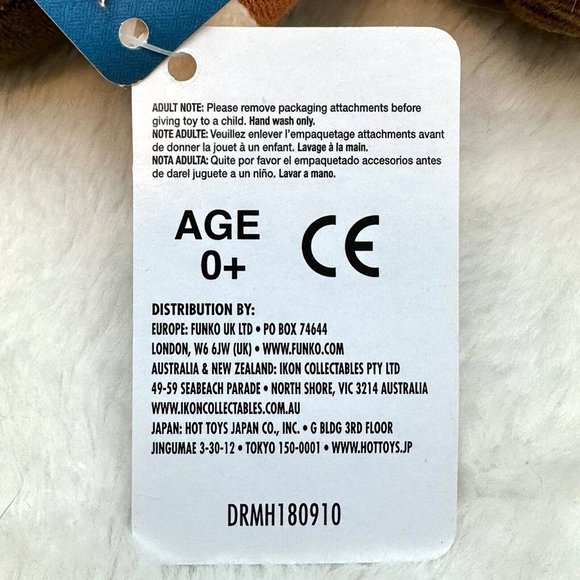 ADULT NOTE: Please remove packaging attachments before
giving toy to a child. Hand wash only.
NOTE ADULTE: Veuillez enlever l'empaquetage attachments avant
de donner la jouet à un enfant. Lavage à la main.
NOTA ADULTA: Quite por favor el empaquetado accesorios antes
de darel juguete a un niño. Lavar a mano.
AGE
0+
CE
DISTRIBUTION BY:
EUROPE: FUNKO UK LTD • PO BOX 74644
LONDON, W6 6JW (UK) • WWW.FUNKO.COM
AUSTRALIA & NEW ZEALAND: IKON COLLECTABLES PTY LTD
49-59 SEABEACH PARADE • NORTH SHORE, VIC 3214 AUSTRALIA
WWW.IKONCOLLECTABLES.COM.AU
JAPAN: HOT TOYS JAPAN CO., INC. • G BLDG 3RD FLOOR
JINGUMAE 3-30-12 • TOKYO 150-0001 • WWW.HOTTOYS.JP
DRMH180910